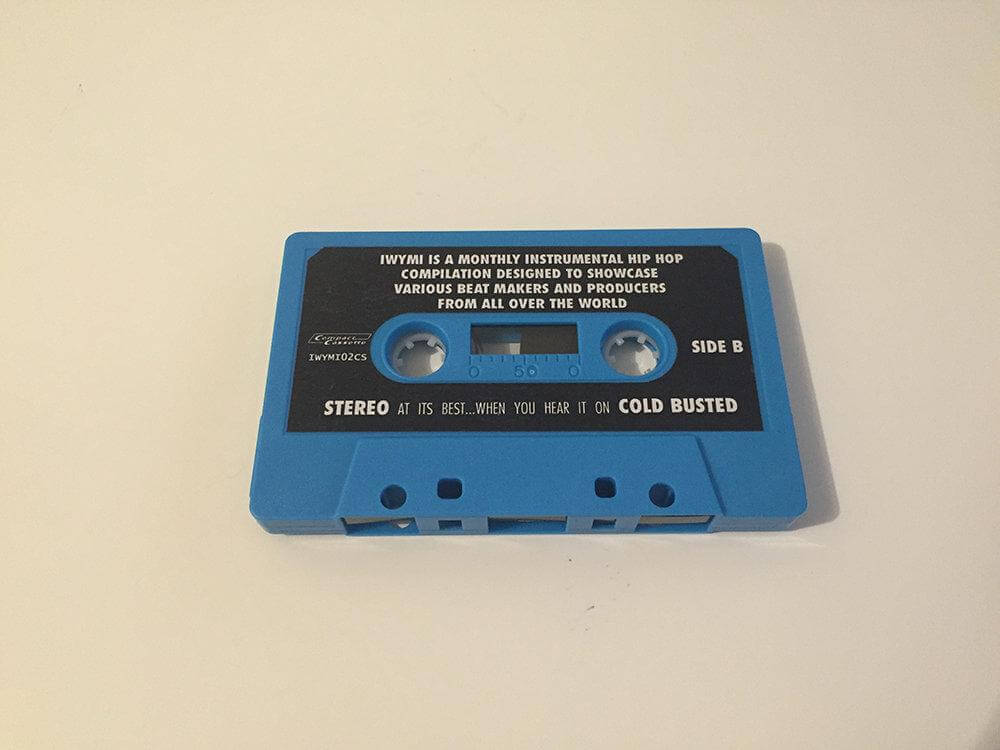 IWYMI IS A MONTHLY INSTRUMENTAL HIP HOP
COMPILATION DESIGNED TO SHOWCASE
VARIOUS BEAT MAKERS AND PRODUCERS
FROM ALL OVER THE WORLD
Compact
Cassette
IWYMI02CS
SIDE B
0 50 0
STEREO AT ITS BEST...WHEN YOU HEAR IT ON COLD BUSTED